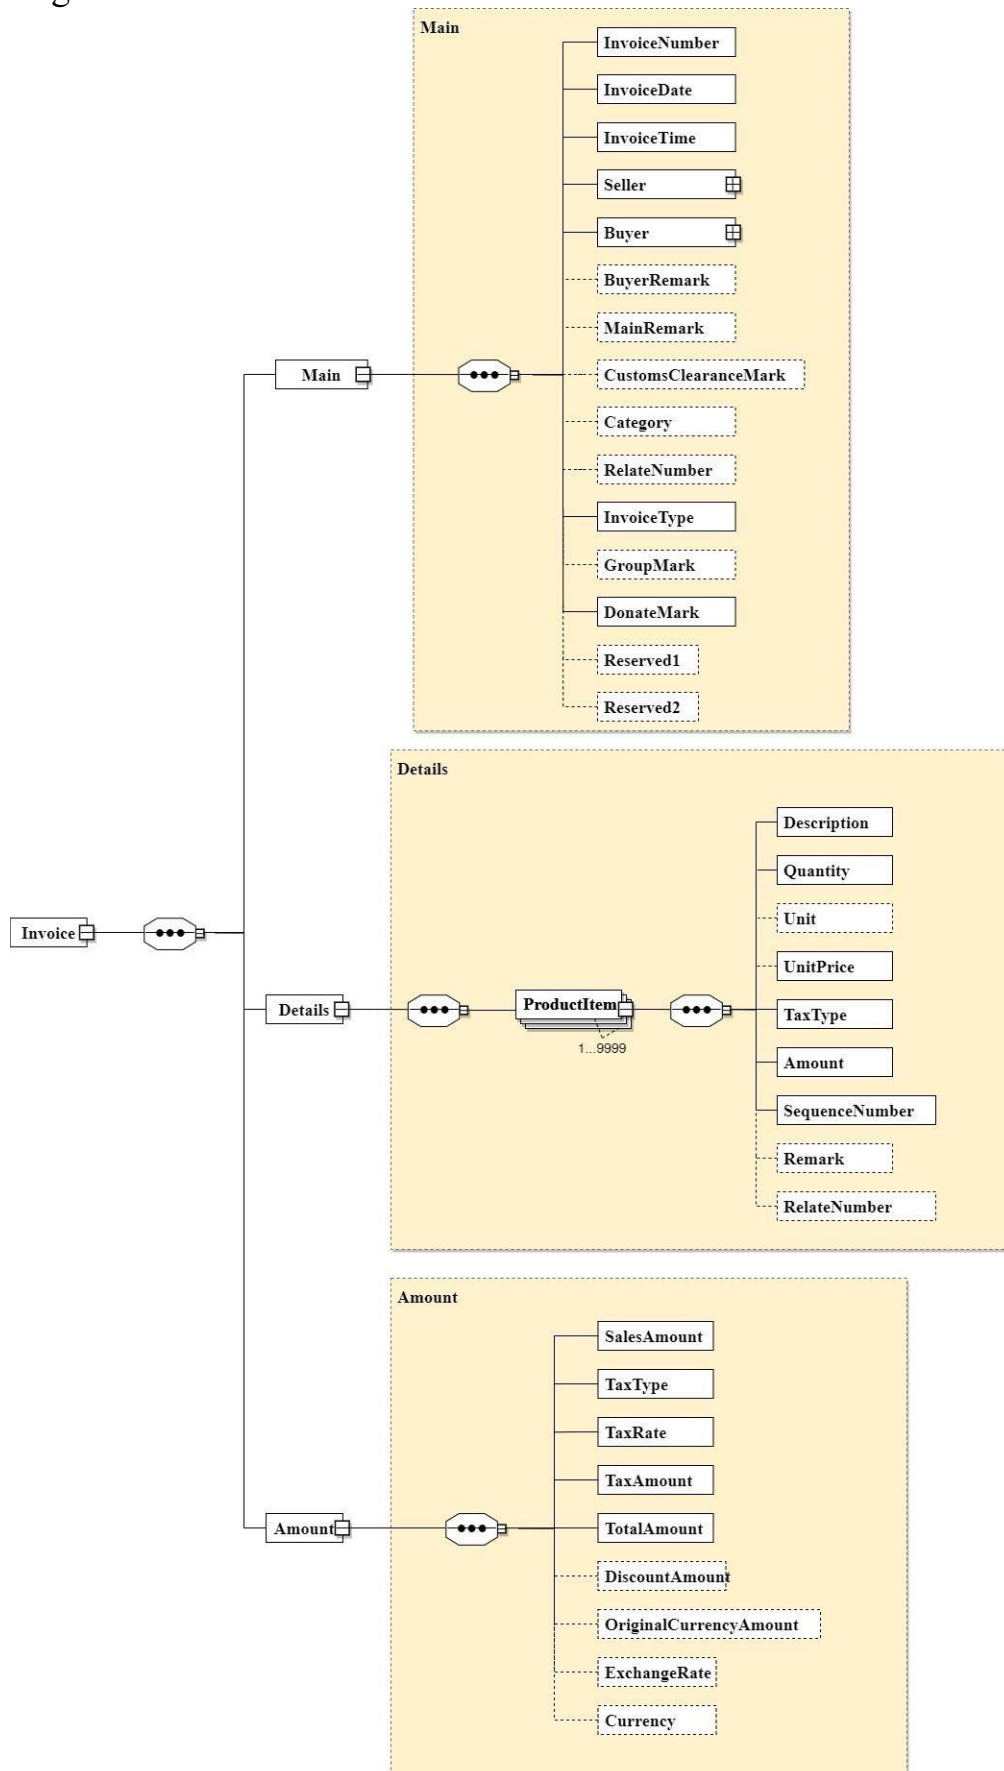 Main
InvoiceNumber
InvoiceDate
InvoiceTime
Seller
Buyer
BuyerRemark
MainRemark
Main
CustomsClearanceMark
Category
RelateNumber
InvoiceType
GroupMark
DonateMark
Reserved1
Reserved2
Details
Description
Quantity
Unit
Invoice
UnitPrice
Details
ProductItem
1...9999
TaxType
Amount
SequenceNumber
Remark
RelateNumber
Amount
SalesAmount
TaxType
TaxRate
TaxAmount
Amount
TotalAmount
DiscountAmount
OriginalCurrencyAmount
ExchangeRate
Currency